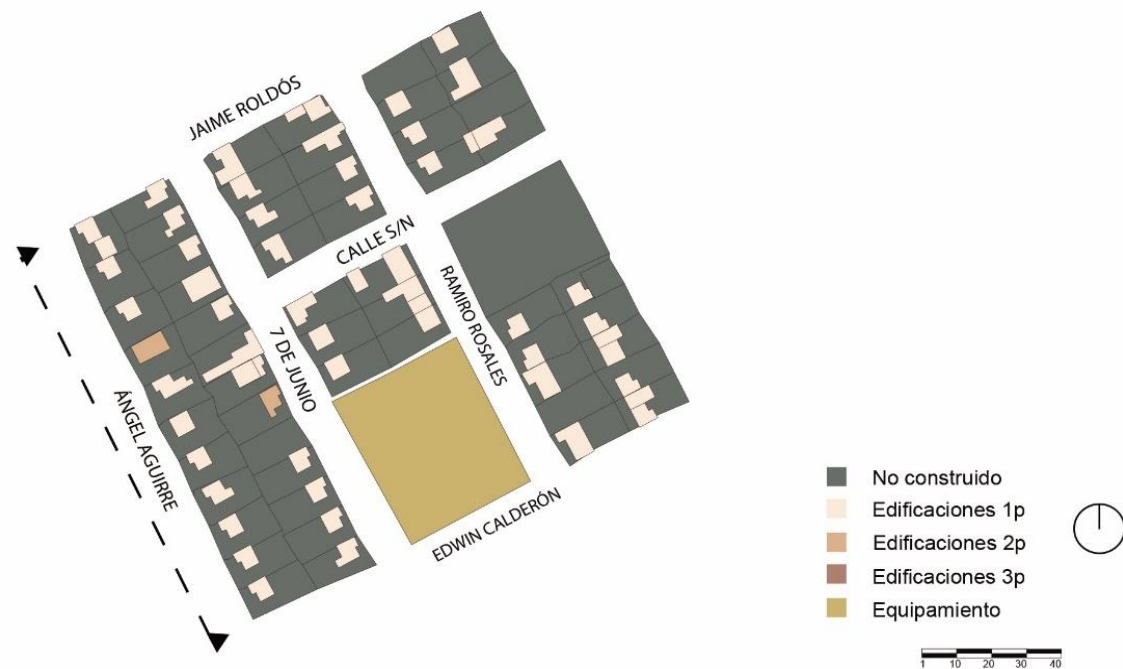 JAIME ROLDÓS
CALLE S/N
RAMIRO ROSALES
7 DE JUNIO
ÁNGEL AGUIRRE
EDWIN CALDERÓN
No construido
Edificaciones 1p
Edificaciones 2p
Edificaciones 3p
Equipamiento
1 10 20 30 40